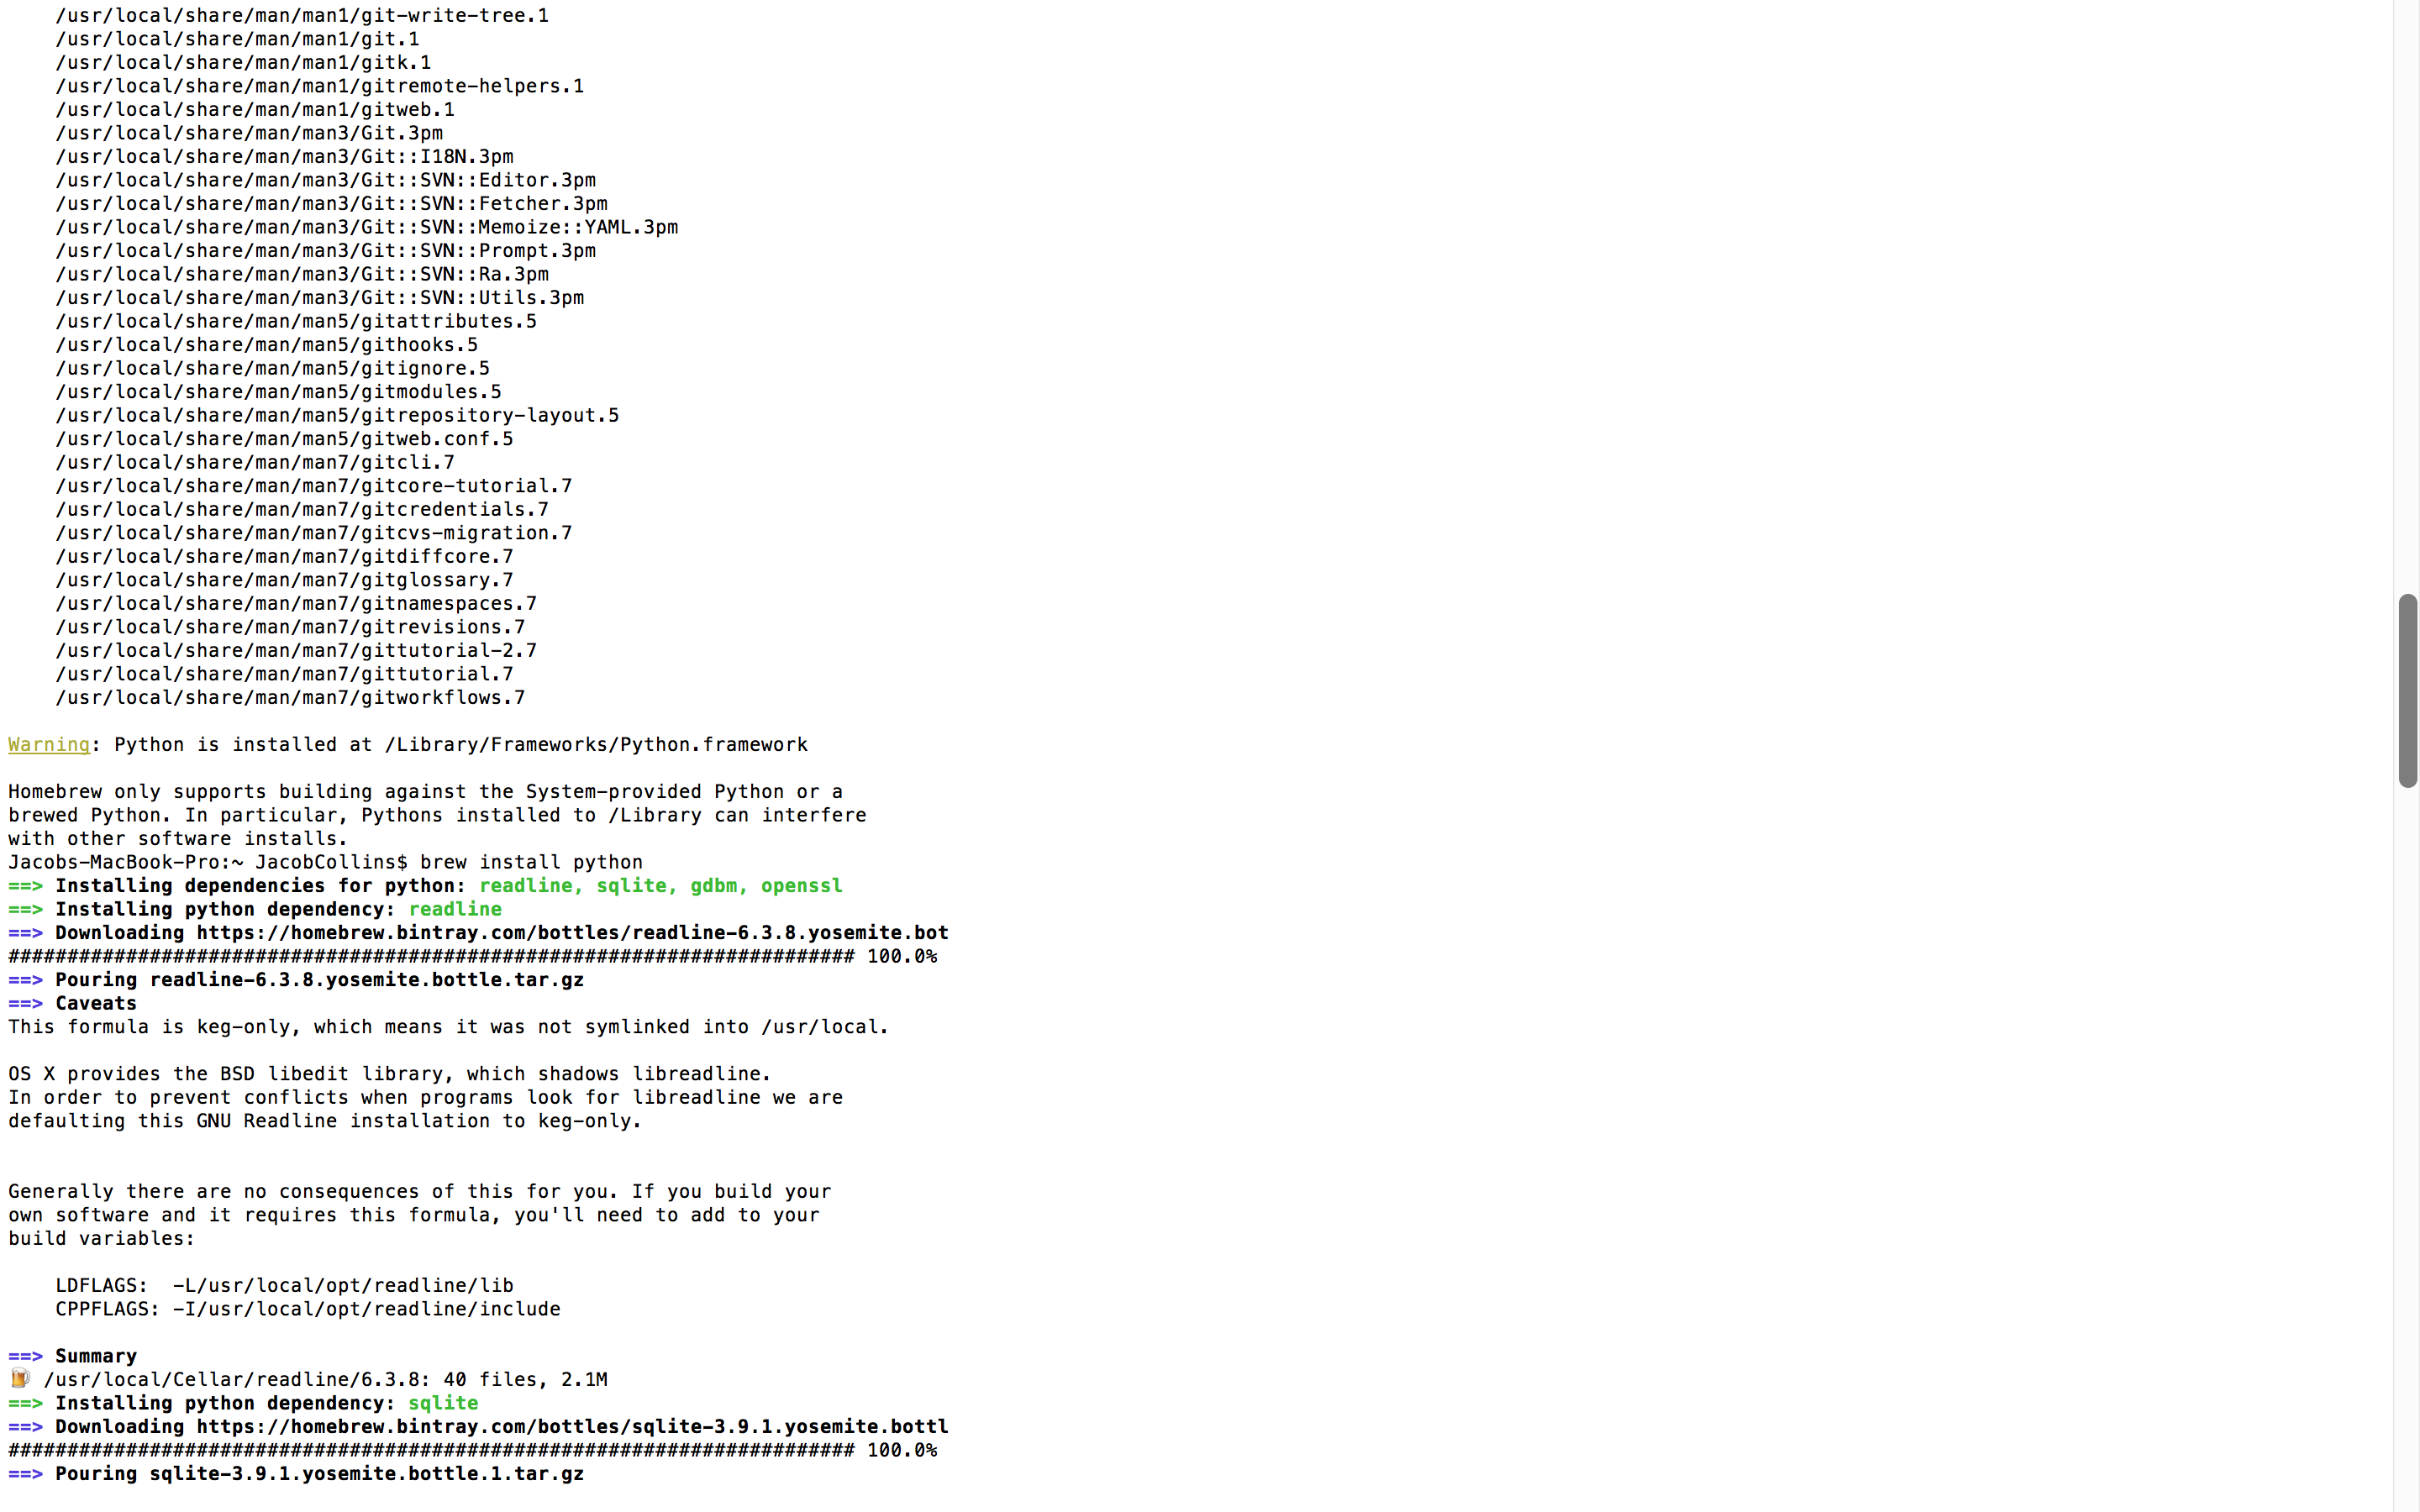 /usr/local/share/man/man1/git-write-tree.1
/usr/local/share/man/man1/git.1
/usr/local/share/man/man1/gitk.1
/usr/local/share/man/man1/gitremote-helpers.1
/usr/local/share/man/man1/gitweb.1
/usr/local/share/man/man3/Git.3pm
/usr/local/share/man/man3/Git::I18N.3pm
/usr/local/share/man/man3/Git::SVN::Editor.3pm
/usr/local/share/man/man3/Git::SVN::Fetcher.3pm
/usr/local/share/man/man3/Git::SVN::Memoize::YAML.3pm
/usr/local/share/man/man3/Git::SVN::Prompt.3pm
/usr/local/share/man/man3/Git::SVN::Ra.3pm
/usr/local/share/man/man3/Git::SVN::Utils.3pm
/usr/local/share/man/man5/gitattributes.5
/usr/local/share/man/man5/githooks.5
/usr/local/share/man/man5/gitignore.5
/usr/local/share/man/man5/gitmodules.5
/usr/local/share/man/man5/gitrepository-layout.5
/usr/local/share/man/man5/gitweb.conf.5
/usr/local/share/man/man7/gitcli.7
/usr/local/share/man/man7/gitcore-tutorial.7
/usr/local/share/man/man7/gitcredentials.7
/usr/local/share/man/man7/gitcvs-migration.7
/usr/local/share/man/man7/gitdiffcore.7
/usr/local/share/man/man7/gitglossary.7
/usr/local/share/man/man7/gitnamespaces.7
/usr/local/share/man/man7/gitrevisions.7
/usr/local/share/man/man7/gittutorial-2.7
/usr/local/share/man/man7/gittutorial.7
/usr/local/share/man/man7/gitworkflows.7
Warning: Python is installed at /Library/Frameworks/Python.framework
Homebrew only supports building against the System-provided Python or a
brewed Python. In particular, Pythons installed to /Library can interfere
with other software installs.
Jacobs-MacBook-Pro:~ JacobCollins$ brew install python
==> Installing dependencies for python: readline, sqlite, gdbm, openssl
==> Installing python dependency: readline
==> Downloading https://homebrew.bintray.com/bottles/readline-6.3.8.yosemite.bot
######################################################################## 100.0%
==> Pouring readline-6.3.8.yosemite.bottle.tar.gz
==> Caveats
This formula is keg-only, which means it was not symlinked into /usr/local.
OS X provides the BSD libedit library, which shadows libreadline.
In order to prevent conflicts when programs look for libreadline we are
defaulting this GNU Readline installation to keg-only.
Generally there are no consequences of this for you. If you build your
own software and it requires this formula, you'll need to add to your
build variables:
LDFLAGS:  -L/usr/local/opt/readline/lib
CPPFLAGS: -I/usr/local/opt/readline/include
==> Summary
🍺 /usr/local/Cellar/readline/6.3.8: 40 files, 2.1M
==> Installing python dependency: sqlite
==> Downloading https://homebrew.bintray.com/bottles/sqlite-3.9.1.yosemite.bottl
######################################################################## 100.0%
==> Pouring sqlite-3.9.1.yosemite.bottle.1.tar.gz